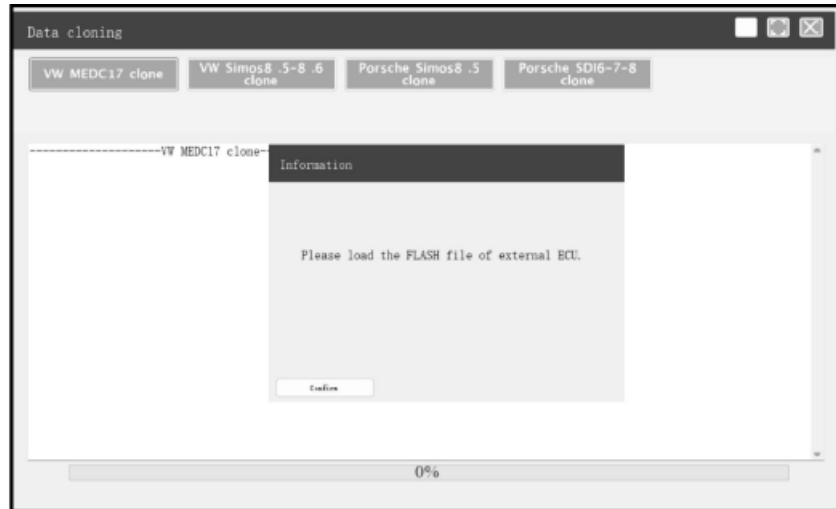 Data cloning
VW MEDC17 clone
VW Simos8 .5-8 .6
clone
Porsche Simos8 .5
clone
Porsche SDI6-7-8
clone
--------------------VW MEDC17 clone--
Information
Please load the FLASH file of external ECU.
Confirm
0%